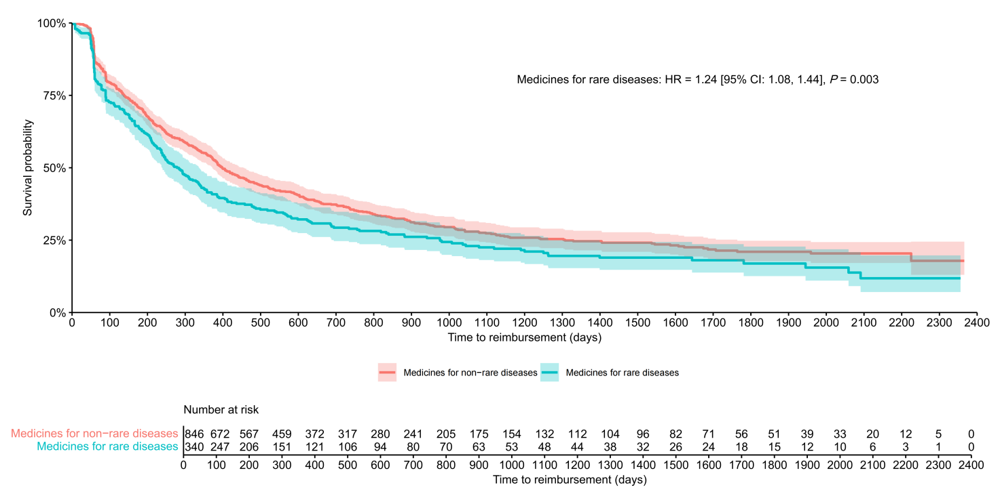 100%
75%
50%
25%
0%
Survival probability
Medicines for rare diseases: HR = 1.24 [95% CI: 1.08, 1.44], P = 0.003
0 100 200 300 400 500 600 700 800 900 1000 1100 1200 1300 1400 1500 1600 1700 1800 1900 2000 2100 2200 2300 2400
Time to reimbursement (days)
Medicines for non−rare diseases Medicines for rare diseases
Number at risk
Medicines for non−rare diseases 846 672 567 459 372 317 280 241 205 175 154 132 112 104 96 82 71 56 51 39 33 20 12 5 0
Medicines for rare diseases 340 247 206 151 121 106 94 80 70 63 53 48 44 38 32 26 24 18 15 12 10 6 3 1 0
0 100 200 300 400 500 600 700 800 900 1000 1100 1200 1300 1400 1500 1600 1700 1800 1900 2000 2100 2200 2300 2400
Time to reimbursement (days)